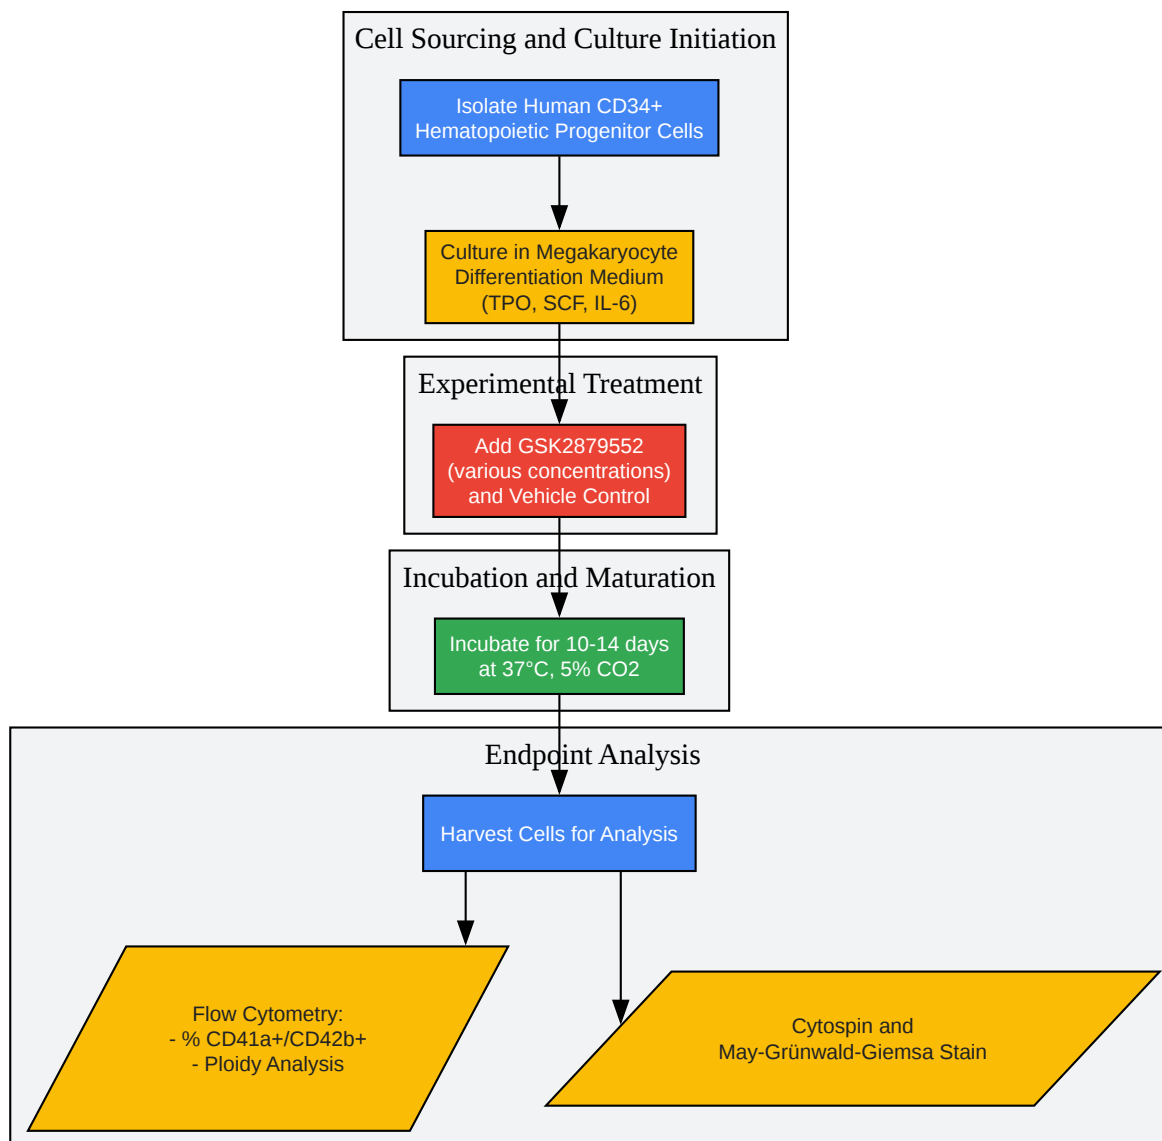 Cell Sourcing and Culture Initiation
Isolate Human CD34+
Hematopoietic Progenitor Cells
Culture in Megakaryocyte
Differentiation Medium
(TPO, SCF, IL-6)
Experimental Treatment
Add GSK2879552
(various concentrations)
and Vehicle Control
Incubation and Maturation
Incubate for 10-14 days
at 37°C, 5% CO2
Endpoint Analysis
Harvest Cells for Analysis
Flow Cytometry:
- % CD41a+/CD42b+
- Ploidy Analysis
Cytospin and
May-Grünwald-Giemsa Stain